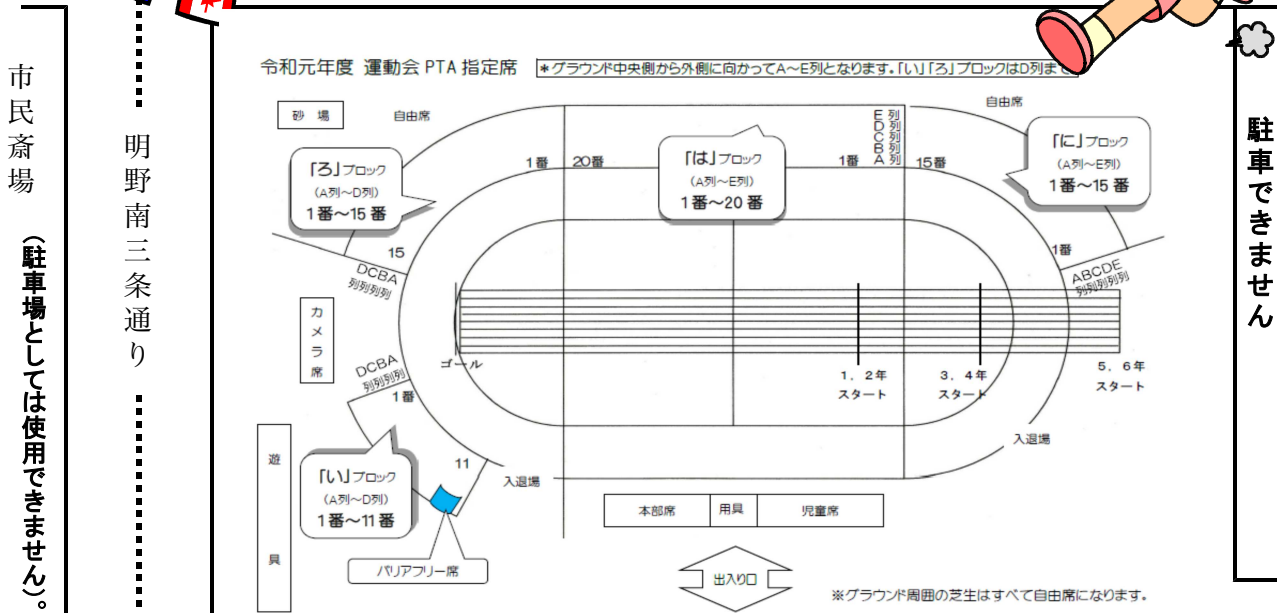 市民斎場
(駐車場としては使用できません)。
明野南三条通り
駐車できません
令和元年度 運動会 PTA 指定席
*グラウンド中央側から外側に向かってA～E列となります。「い」「ろ」ブロックはD列まで
砂 場
自由席
自由席
「ろ」ブロック
(A列～D列)
1番～15番
「は」ブロック
(A列～E列)
1番～20番
「に」ブロック
(A列～E列)
1番～15番
1番
20番
1番
E列
D列
C列
B列
A列
15番
15
DCBA
列列列列
1番
ABCDE
列列列列列
カメラ席
ゴール
1．2年
スタート
3．4年
スタート
5．6年
スタート
DCBA
列列列列
1番
遊具
「い」ブロック
(A列～D列)
1番～11番
11
入退場
入退場
本部席
用具
児童席
バリアフリー席
出入り口
※グラウンド周囲の芝生はすべて自由席になります。